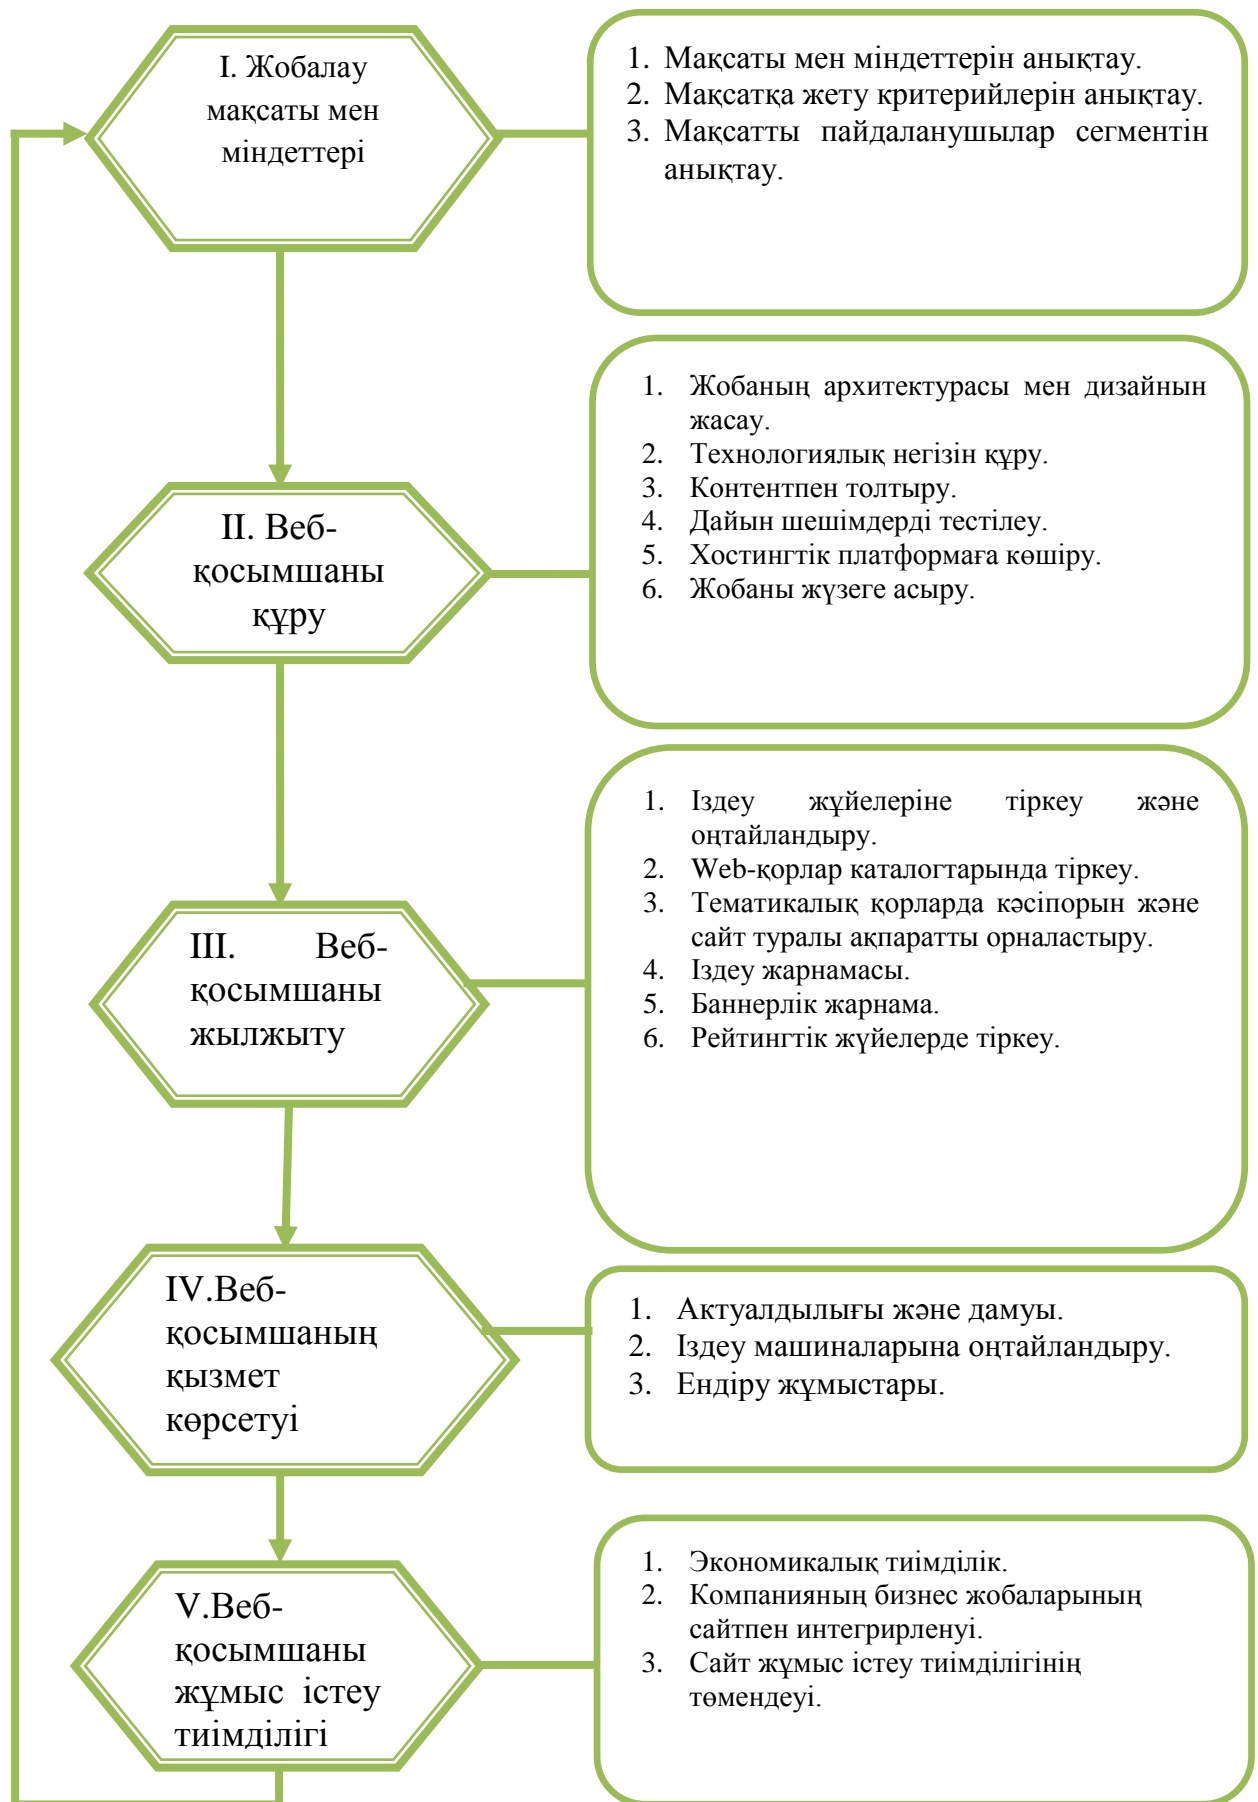 I. Жобалау
мақсаты мен
міндеттері
1. Мақсаты мен міндеттерін анықтау.
2. Мақсатқа жету критерийлерін анықтау.
3. Мақсатты пайдаланушылар сегментін
анықтау.
II. Веб-
қосымшаны
құру
1. Жобаның архитектурасы мен дизайнын
жасау.
2. Технологиялық негізін құру.
3. Контентпен толтыру.
4. Дайын шешімдерді тестілеу.
5. Хостингтік платформаға көшіру.
6. Жобаны жүзеге асыру.
III. Веб-
қосымшаны
жылжыту
1. Іздеу жұйелеріне тіркеу және
оңтайландыру.
2. Web-қорлар каталогтарында тіркеу.
3. Тематикалық қорларда кәсіпорын және
сайт туралы ақпаратты орналастыру.
4. Іздеу жарнамасы.
5. Баннерлік жарнама.
6. Рейтингтік жүйелерде тіркеу.
IV.Веб-
қосымшаның
қызмет
көрсетуі
1. Актуалдылығы және дамуы.
2. Іздеу машиналарына оңтайландыру.
3. Ендіру жұмыстары.
V.Веб-
қосымшаны
жұмыс істеу
тиімділігі
1. Экономикалық тиімділік.
2. Компанияның бизнес жобаларының
сайтпен интегрирленуі.
3. Сайт жұмыс істеу тиімділігінің
төмендеуі.